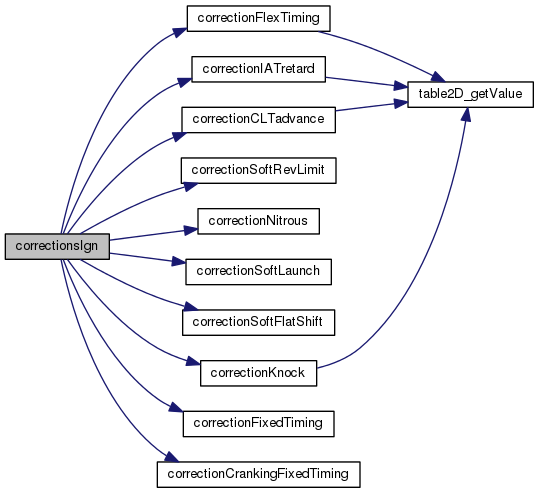 correctionFlexTiming
correctionIATretard
table2D_getValue
correctionCLTadvance
correctionSoftRevLimit
correctionNitrous
correctionsIgn
correctionSoftLaunch
correctionSoftFlatShift
correctionKnock
correctionFixedTiming
correctionCrankingFixedTiming